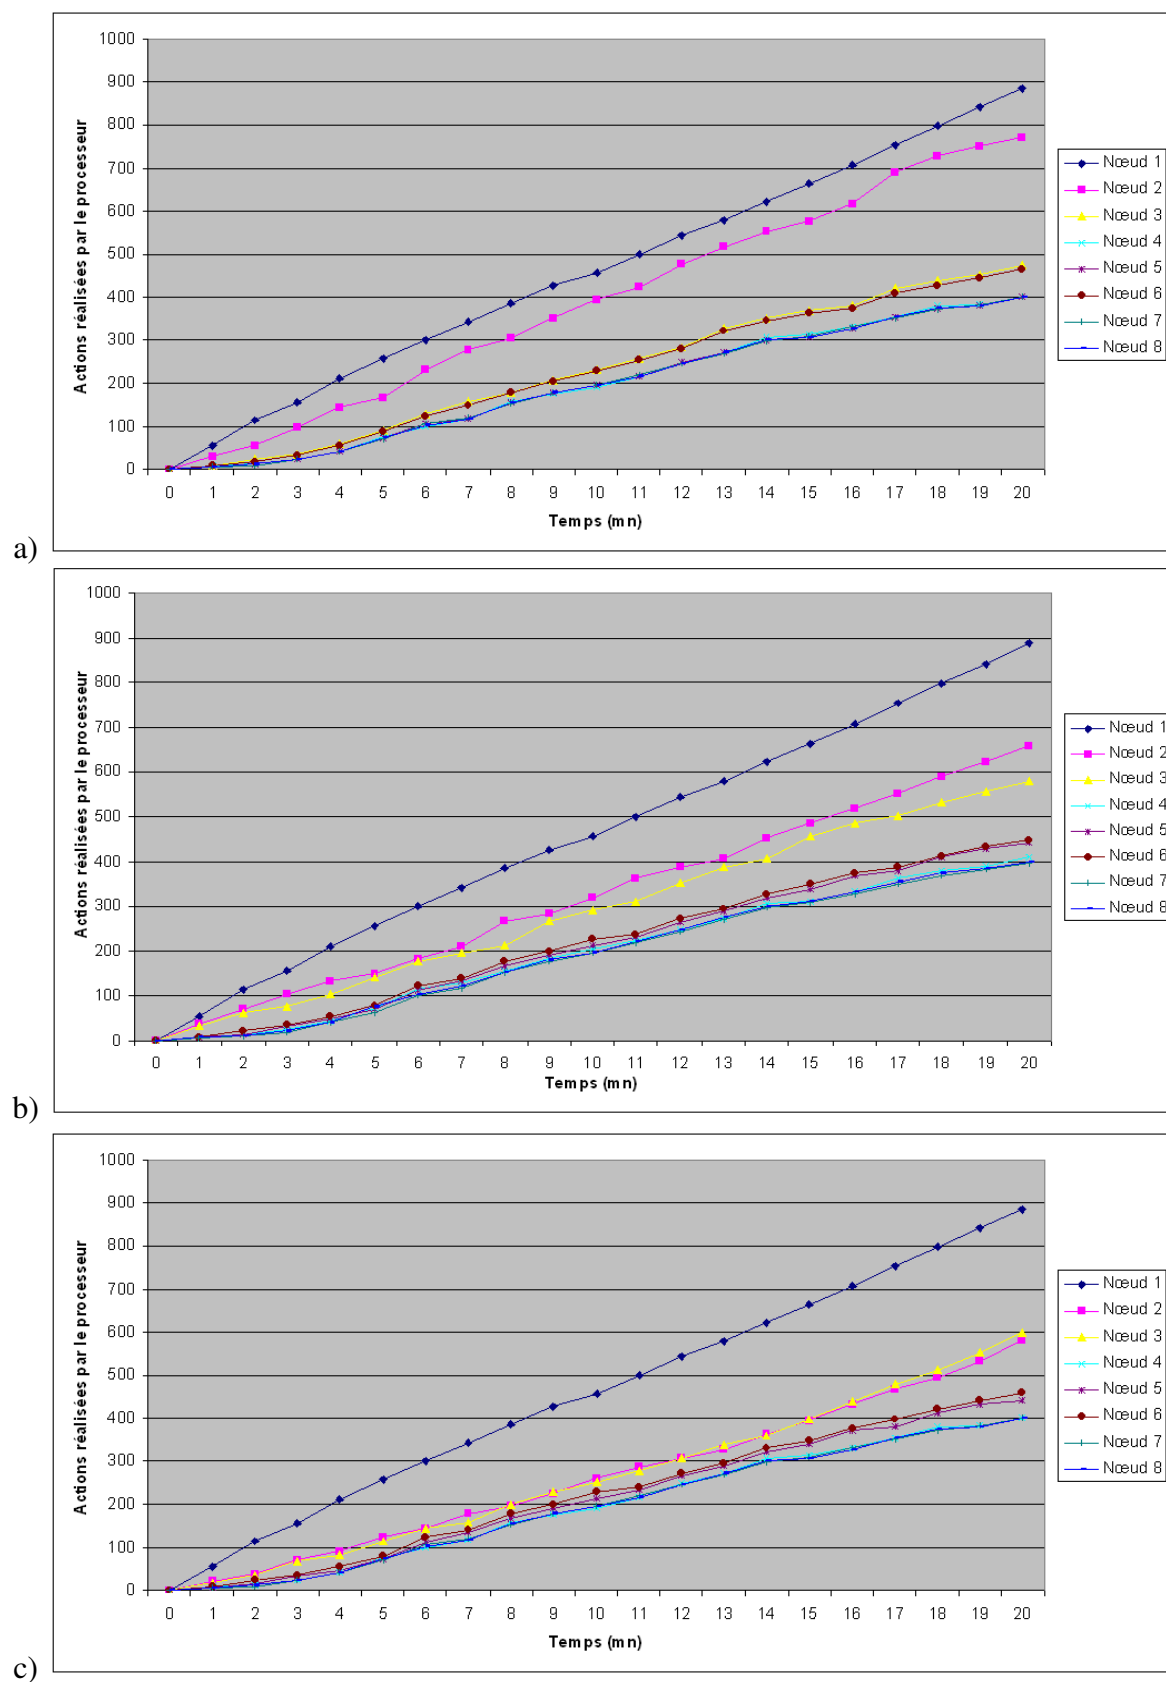 1000
900
800
700
600
500
400
300
200
100
0
Actions réalisées par le processeur
0 1 2 3 4 5 6 7 8 9 10 11 12 13 14 15 16 17 18 19 20
Temps (mn)
Nœud 1
Nœud 2
Nœud 3
Nœud 4
Nœud 5
Nœud 6
Nœud 7
Nœud 8
a)
1000
900
800
700
600
500
400
300
200
100
0
Actions réalisées par le processeur
0 1 2 3 4 5 6 7 8 9 10 11 12 13 14 15 16 17 18 19 20
Temps (mn)
Nœud 1
Nœud 2
Nœud 3
Nœud 4
Nœud 5
Nœud 6
Nœud 7
Nœud 8
b)
1000
900
800
700
600
500
400
300
200
100
0
Actions réalisées par le processeur
0 1 2 3 4 5 6 7 8 9 10 11 12 13 14 15 16 17 18 19 20
Temps (mn)
Nœud 1
Nœud 2
Nœud 3
Nœud 4
Nœud 5
Nœud 6
Nœud 7
Nœud 8
c)